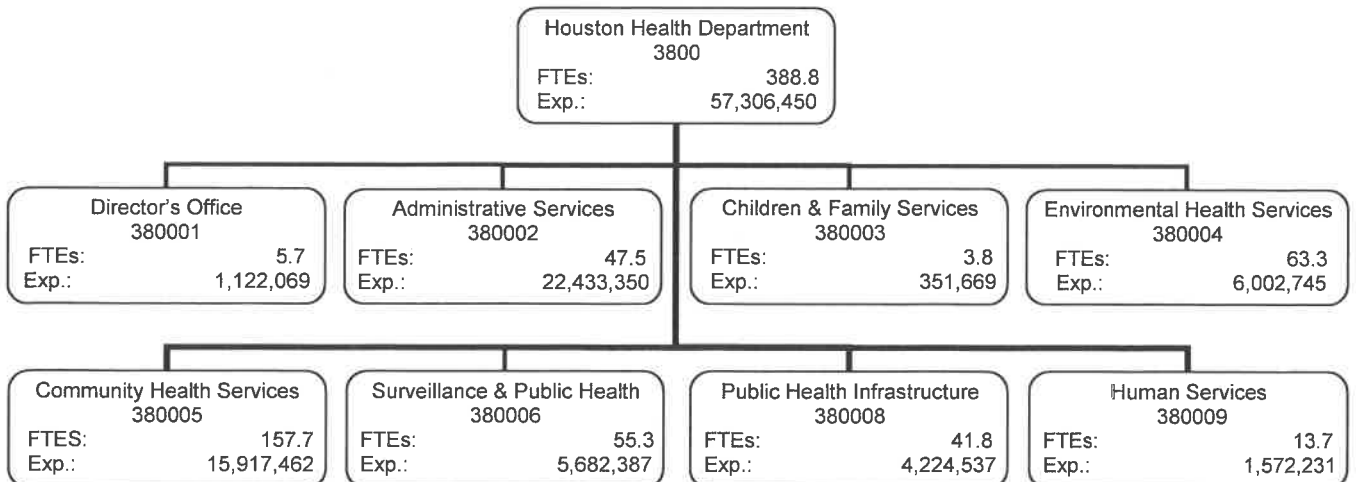 Houston Health Department
3800
FTEs: 388.8
Exp.: 57,306,450
Director's Office
380001
FTEs: 5.7
Exp.: 1,122,069
Administrative Services
380002
FTEs: 47.5
Exp.: 22,433,350
Children & Family Services
380003
FTEs: 3.8
Exp.: 351,669
Environmental Health Services
380004
FTEs: 63.3
Exp.: 6,002,745
Community Health Services
380005
FTES: 157.7
Exp.: 15,917,462
Surveillance & Public Health
380006
FTEs: 55.3
Exp.: 5,682,387
Public Health Infrastructure
380008
FTEs: 41.8
Exp.: 4,224,537
Human Services
380009
FTEs: 13.7
Exp.: 1,572,231